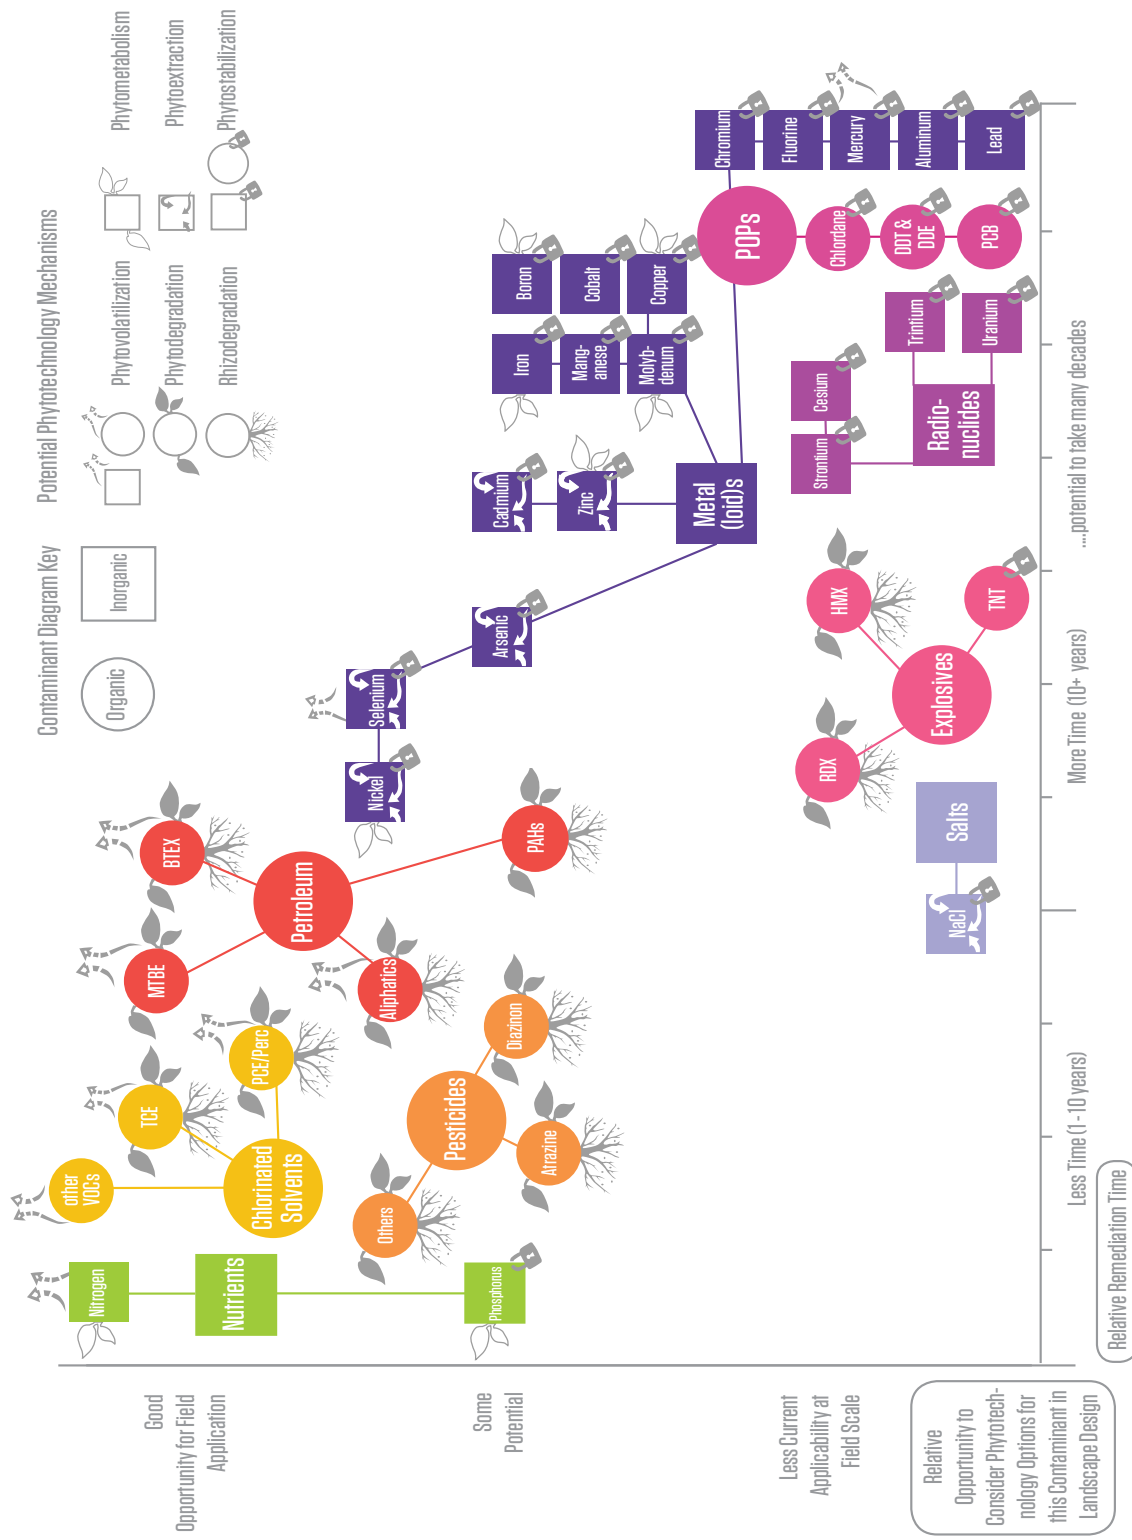 Contaminant Diagram Key
Organic
Inorganic
Potential Phytotechnology Mechanisms
Phytovolatilization
Phytodegradation
Rhizodegradation
Phytometabolism
Phytoextraction
Phytostabilization
Good
Opportunity for Field
Application
Some
Potential
Less Current
Applicability at
Field Scale
Relative
Opportunity to
Consider Phytotech-
nology Options for
this Contaminant in
Landscape Design
Nitrogen
Nutrients
Phosphorus
other
VOCs
TCE
PCE/Perc
Chlorinated
Solvents
Others
Pesticides
Atrazine
Diazinon
MTBE
BTEX
Petroleum
Aliphatics
PAHs
Nickel
Selenium
Arsenic
Cadmium
Zinc
Metal
(loid)s
Iron
Mang-
anese
Molyb-
denum
Boron
Cobalt
Copper
Chromium
Fluorine
Mercury
Aluminum
Lead
POPs
Chlordane
DDT &
DDE
PCB
NaCl
Salts
RDX
HMX
Explosives
TNT
Strontium
Cesium
Radio-
nuclides
Trintium
Uranium
Less Time (1-10 years)
More Time (10+ years)
....potential to take many decades
Relative Remediation Time